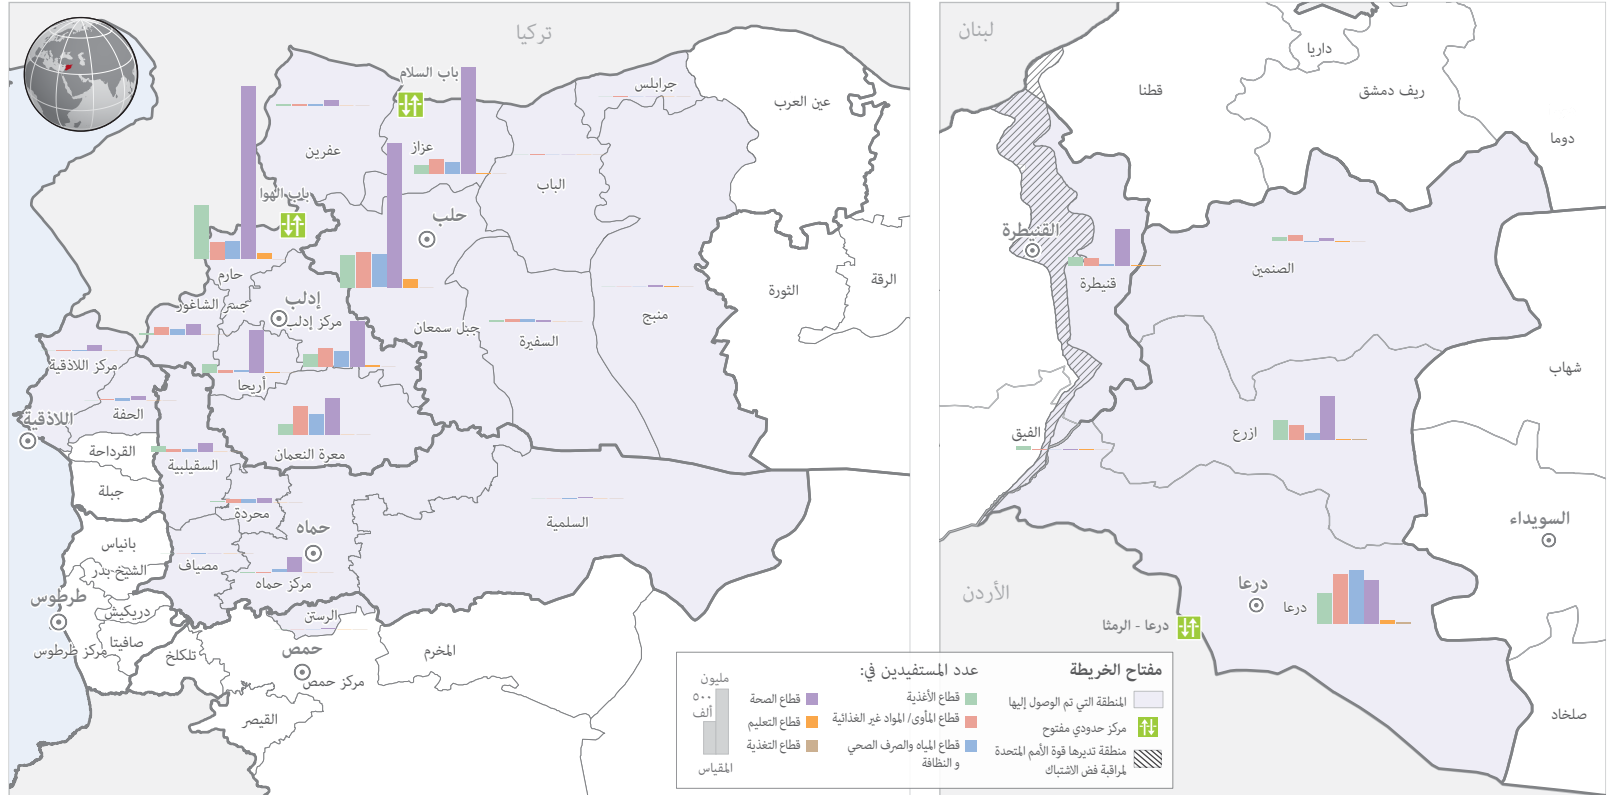 تركيا
باب السلام
جرابلس
عين العرب
عزاز
عفرين
الباب
باب الهوا
حلب
حارم
الرقة
الثورة
جسر الشاغور
إدلب
مركز إدلب
جبل سمعان
منبج
السفيرة
مركز اللاذقية
أريحا
الحفة
اللاذقية
القرداحة
السقيلبية
معرة النعمان
جبلة
محردة
حماه
السلمية
بانياس
مصياف
الشيخ بدر
مركز حماه
طرطوس
دريكيش
الرستن
صافيتا
مركز طرطوس
تلكلخ
حمص
مركز حمص
المخرم
القيصر
لبنان
داريا
قطنا
ريف دمشق
دوما
القنيطرة
قنيطرة
الصنمين
شهاب
ازرع
الفيق
السويداء
الأردن
درعا
درعا
درعا - الرمثا
صلخاد
مفتاح الخريطة
المنطقة التي تم الوصول إليها
مركز حدودي مفتوح
منطقة تديرها قوة الأمم المتحدة
لمراقبة فض الاشتباك
عدد المستفيدين في:
قطاع الأغذية
قطاع المأوى/ المواد غير الغذائية
قطاع المياه والصرف الصحي
و النظافة
قطاع الصحة
قطاع التعليم
قطاع التغذية
مليون
٥٠٠
ألف
المقياس